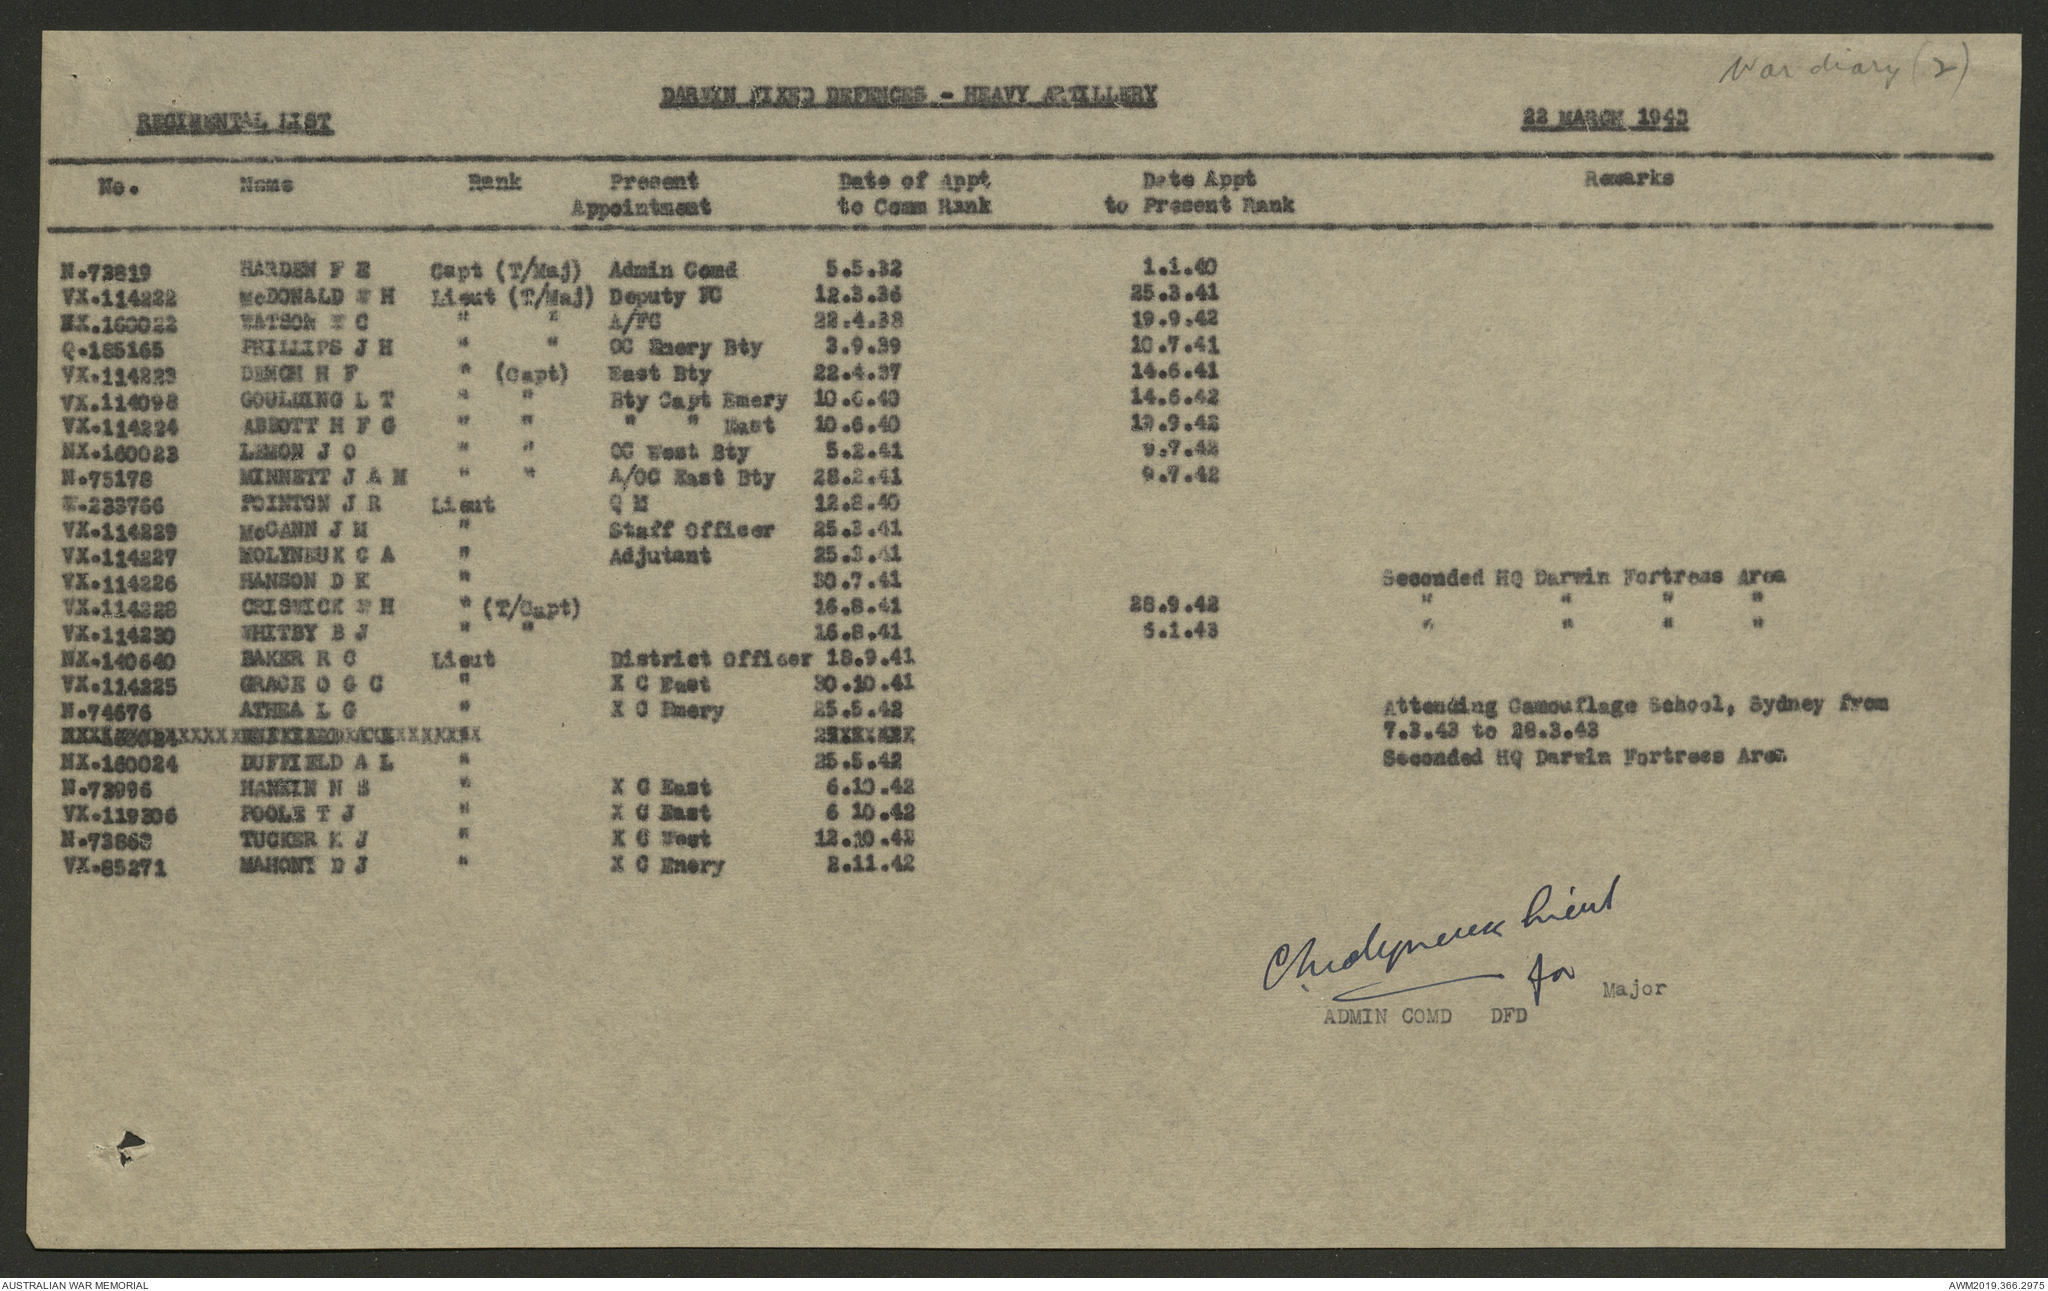 War diary (2)
DARWIN FIXED DEFENCES - HEAVY ARTILLERY
REGIMENTAL LIST 22 MARCH 1943
No. Name Rank Present Date of Appt Date Appt Remarks
Appointment to Comm Rank to Present Rank
N.73819 HARDEN F E Capt (T/Maj) Admin Comd 5.5.32 1.1.40
VX.114222 McDONALD W H Lieut (T/Maj) Deputy FC 12.3.36 25.3.41
NX.160022 WATSON W C " " A/FC 22.4.38 19.9.42
Q.185165 PHILLIPS J H " " OC Emery Bty 3.9.39 10.7.41
VX.114223 DENCH H F " (Capt) East Bty 22.4.37 14.6.41
VX.114098 GOULDING L T " " Bty Capt Emery 10.6.40 14.6.42
VX.114224 ABBOTT H F G " " " " East 10.6.40 19.9.42
NX.160023 LEMON J O " " OC West Bty 5.2.41 9.7.42
N.75178 MINNETT J A M " " A/OC East Bty 28.2.41 9.7.42
W.233766 POINTON J R Lieut Q M 12.8.40
VX.114229 McCANN J M " Staff Officer 25.3.41
VX.114227 MOLYNEUX C A " Adjutant 25.3.41
VX.114226 HANSON D K " 30.7.41 Seconded HQ Darwin Fortress Area
VX.114228 CRISWICK W H " (T/Capt) 16.8.41 28.9.42 " " " "
VX.114230 WHITBY B J " " 16.8.41 5.1.43 " " " "
NX.140640 BAKER R C Lieut District Officer 18.9.41
VX.114225 GRACE O G C " X C East 30.10.41
N.74676 ATHEA L G " X C Emery 25.5.42 Attending Camouflage School, Sydney from
7.3.43 to 28.3.43
NX.160024 DUFFIELD A L " 25.5.42 Seconded HQ Darwin Fortress Area
N.73996 HANKIN N S " X C East 6.10.42
VX.119306 POOLE T J " X C East 6 10.42
N.73863 TUCKER K J " X C West 12.10.42
VX.85271 MAHONY D J " X C Emery 2.11.42
CMolyneux Lieut
for Major
ADMIN COMD DFD
AUSTRALIAN WAR MEMORIAL AWM2019.366.2975